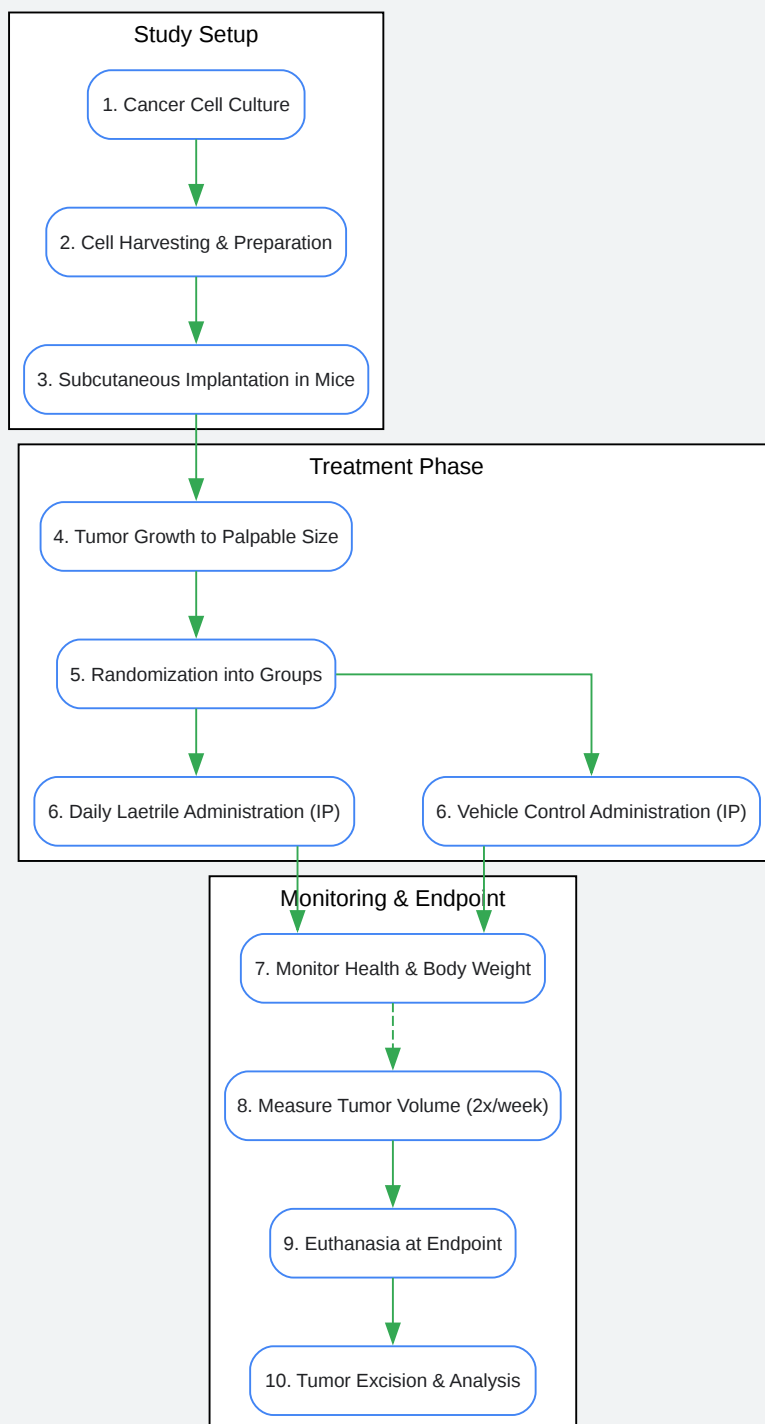 Study Setup
1. Cancer Cell Culture
2. Cell Harvesting & Preparation
3. Subcutaneous Implantation in Mice
Treatment Phase
4. Tumor Growth to Palpable Size
5. Randomization into Groups
6. Daily Laetrile Administration (IP)
6. Vehicle Control Administration (IP)
Monitoring & Endpoint
7. Monitor Health & Body Weight
8. Measure Tumor Volume (2x/week)
9. Euthanasia at Endpoint
10. Tumor Excision & Analysis